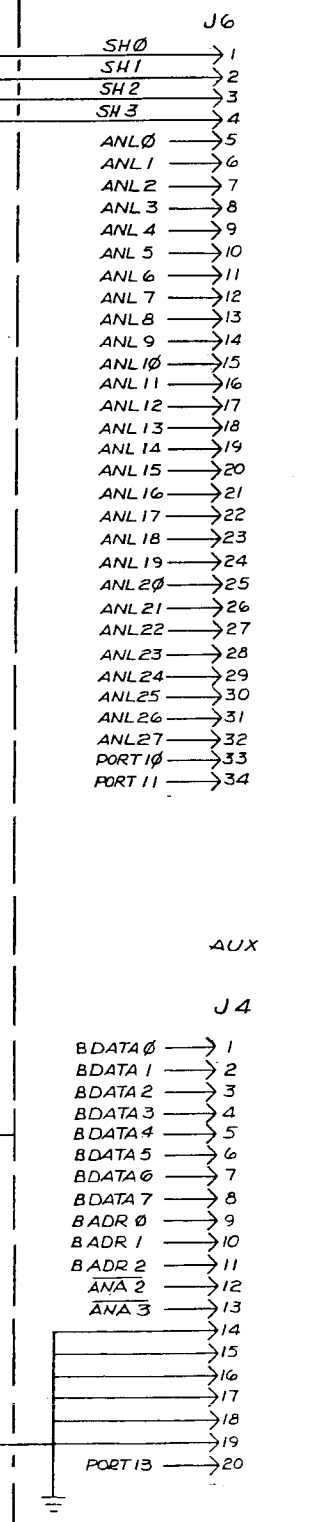 J6
SHØ 1
SH1 2
SH2 3
SH3 4
ANLØ 5
ANL1 6
ANL2 7
ANL3 8
ANL4 9
ANL5 10
ANL6 11
ANL7 12
ANL8 13
ANL9 14
ANL1Ø 15
ANL11 16
ANL12 17
ANL13 18
ANL14 19
ANL15 20
ANL16 21
ANL17 22
ANL18 23
ANL19 24
ANL2Ø 25
ANL21 26
ANL22 27
ANL23 28
ANL24 29
ANL25 30
ANL26 31
ANL27 32
PORT1Ø 33
PORT11 34
AUX
J4
BDATAØ 1
BDATA1 2
BDATA2 3
BDATA3 4
BDATA4 5
BDATA5 6
BDATA6 7
BDATA7 8
BADRØ 9
BADR1 10
BADR2 11
A̅N̅A̅ ̅2̅ 12
A̅N̅A̅ ̅3̅ 13
14
15
16
17
18
19
PORT13 20